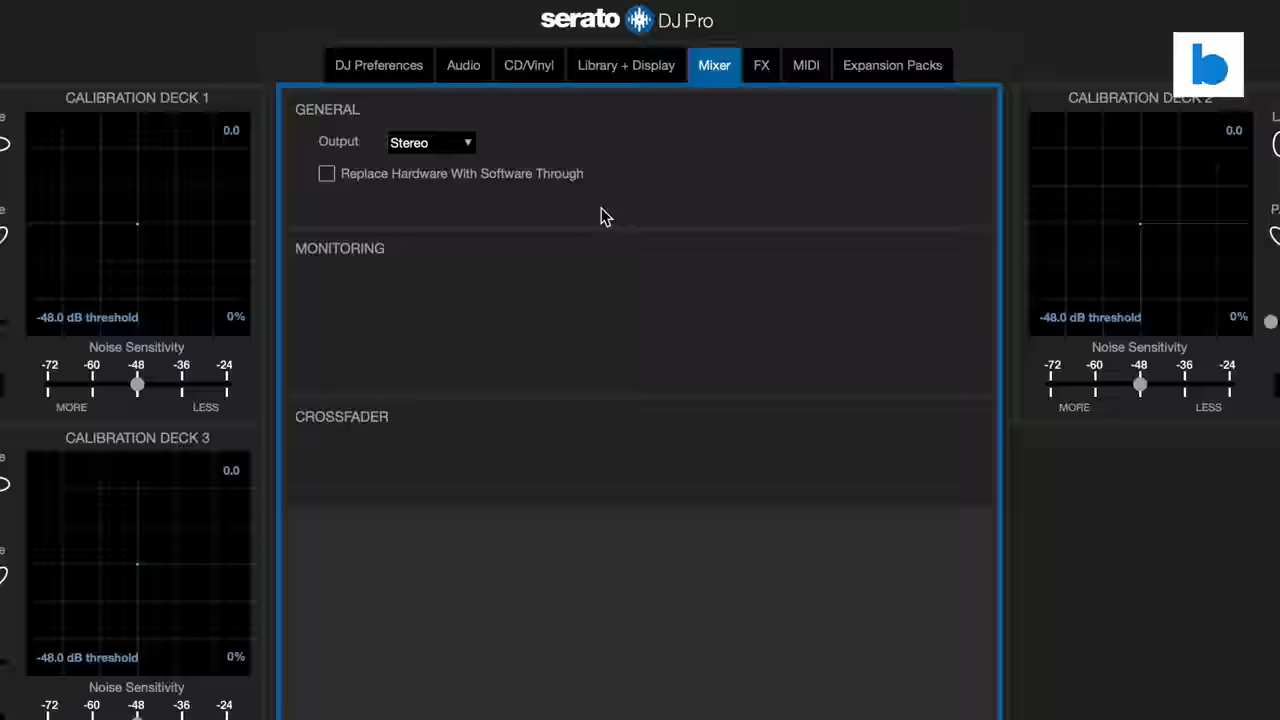 serato DJ Pro
DJ Preferences Audio CD/Vinyl Library + Display Mixer FX MIDI Expansion Packs
b
CALIBRATION DECK 1
0.0
-48.0 dB threshold 0%
Noise Sensitivity
-72 -60 -48 -36 -24
MORE LESS
CALIBRATION DECK 3
0.0
-48.0 dB threshold 0%
Noise Sensitivity
-72 -60 -48 -36 -24
GENERAL
Output Stereo
Replace Hardware With Software Through
MONITORING
CROSSFADER
CALIBRATION DECK 2
0.0
-48.0 dB threshold 0%
Noise Sensitivity
-72 -60 -48 -36 -24
MORE LESS